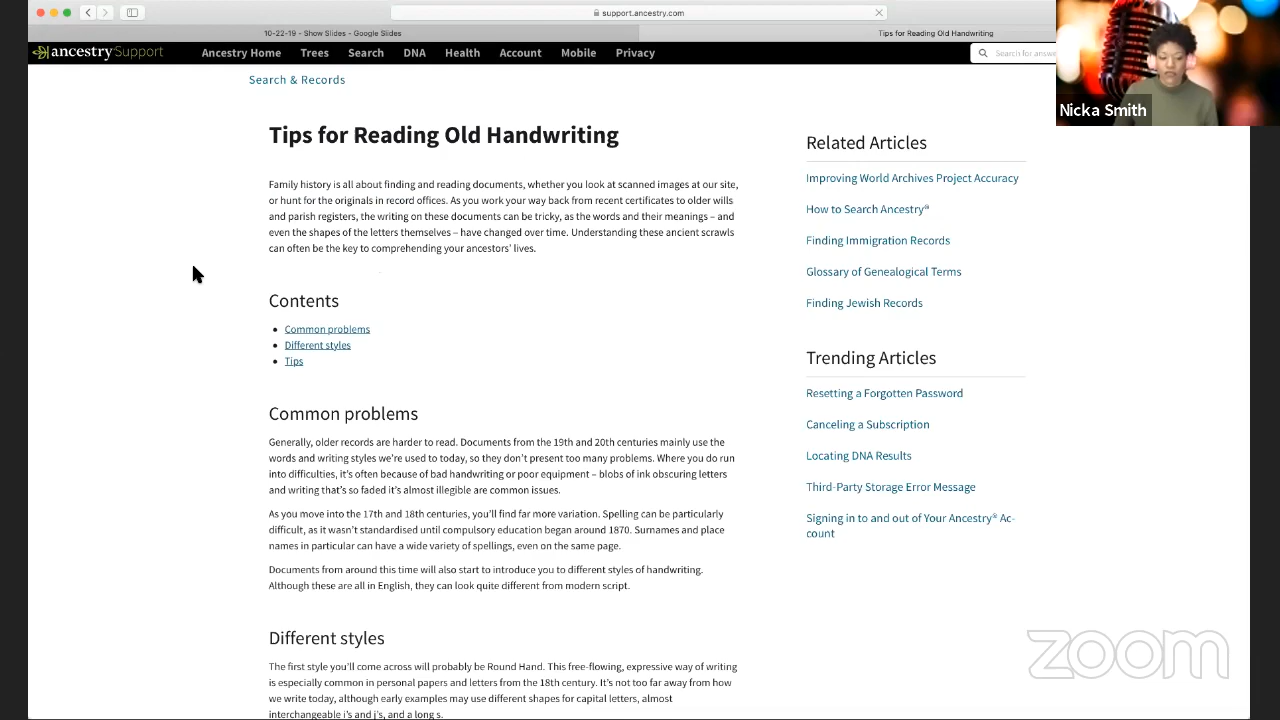 support.ancestry.com
10-22-19 - Show Slides - Google Slides
Tips for Reading Old Handwriting
ancestrySupport
Ancestry Home Trees Search DNA Health Account Mobile Privacy
Search for answe
Nicka Smith
Search & Records
Tips for Reading Old Handwriting
Family history is all about finding and reading documents, whether you look at scanned images at our site,
or hunt for the originals in record offices. As you work your way back from recent certificates to older wills
and parish registers, the writing on these documents can be tricky, as the words and their meanings – and
even the shapes of the letters themselves – have changed over time. Understanding these ancient scrawls
can often be the key to comprehending your ancestors' lives.
Contents
Common problems
Different styles
Tips
Common problems
Generally, older records are harder to read. Documents from the 19th and 20th centuries mainly use the
words and writing styles we're used to today, so they don't present too many problems. Where you do run
into difficulties, it's often because of bad handwriting or poor equipment – blobs of ink obscuring letters
and writing that's so faded it's almost illegible are common issues.
As you move into the 17th and 18th centuries, you'll find far more variation. Spelling can be particularly
difficult, as it wasn't standardised until compulsory education began around 1870. Surnames and place
names in particular can have a wide variety of spellings, even on the same page.
Documents from around this time will also start to introduce you to different styles of handwriting.
Although these are all in English, they can look quite different from modern script.
Different styles
The first style you'll come across will probably be Round Hand. This free-flowing, expressive way of writing
is especially common in personal papers and letters from the 18th century. It's not too far away from how
we write today, although early examples may use different shapes for capital letters, almost
interchangeable i's and j's, and a long s.
Related Articles
Improving World Archives Project Accuracy
How to Search Ancestry®
Finding Immigration Records
Glossary of Genealogical Terms
Finding Jewish Records
Trending Articles
Resetting a Forgotten Password
Canceling a Subscription
Locating DNA Results
Third-Party Storage Error Message
Signing in to and out of Your Ancestry® Ac-
count
zoom